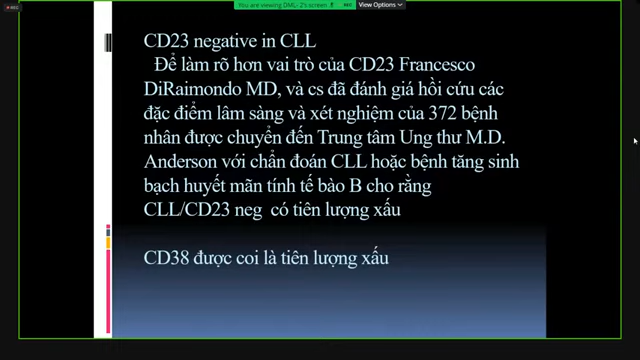 REC
You are viewing DML- 2's screen
REC
View Options
CD23 negative in CLL
Để làm rõ hơn vai trò của CD23 Francesco
DiRaimondo MD, và cs đã đánh giá hồi cứu các
đặc điểm lâm sàng và xét nghiệm của 372 bệnh
nhân được chuyển đến Trung tâm Ung thư M.D.
Anderson với chẩn đoán CLL hoặc bệnh tăng sinh
bạch huyết mãn tính tế bào B cho rằng
CLL/CD23 neg có tiên lượng xấu
CD38 được coi là tiên lượng xấu